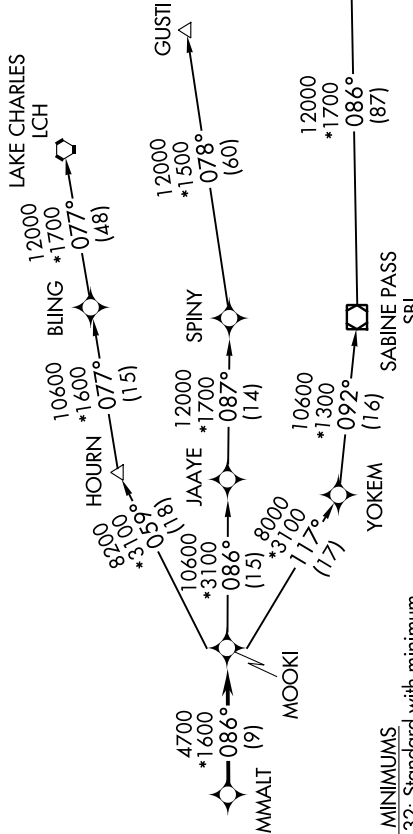 LAKE CHARLES
LCH
12000
*1700
077°
(48)
BLING
10600
*1600
077°
(15)
HOURN
8200
*3100
059°
(18)
GUSTI
12000
*1500
078°
(60)
SPINY
12000
*1700
087°
(14)
JAAYE
10600
*3100
086°
(15)
MOOKI
4700
*1600
086°
(9)
MMALT
8000
*3100
117°
(17)
YOKEM
10600
*1300
092°
(16)
SABINE PASS
SBI
12000
*1700
086°
(87)
MINIMUMS
32: Standard with minimum